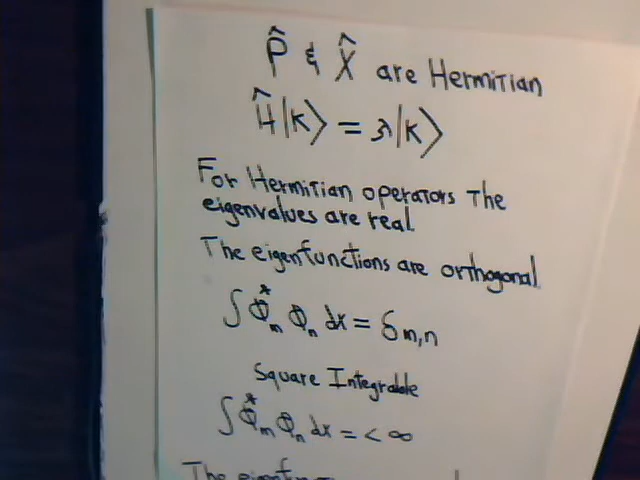 P̂ & X̂ are Hermitian
Ĥ|K⟩ = λ|K⟩
For Hermitian operators The
eigenvalues are real
The eigenfunctions are orthogonal
∫Φ*ₘ Φₙ dx = δm,n
Square Integrable
∫Φ*ₘ Φₙ dx = < ∞
The